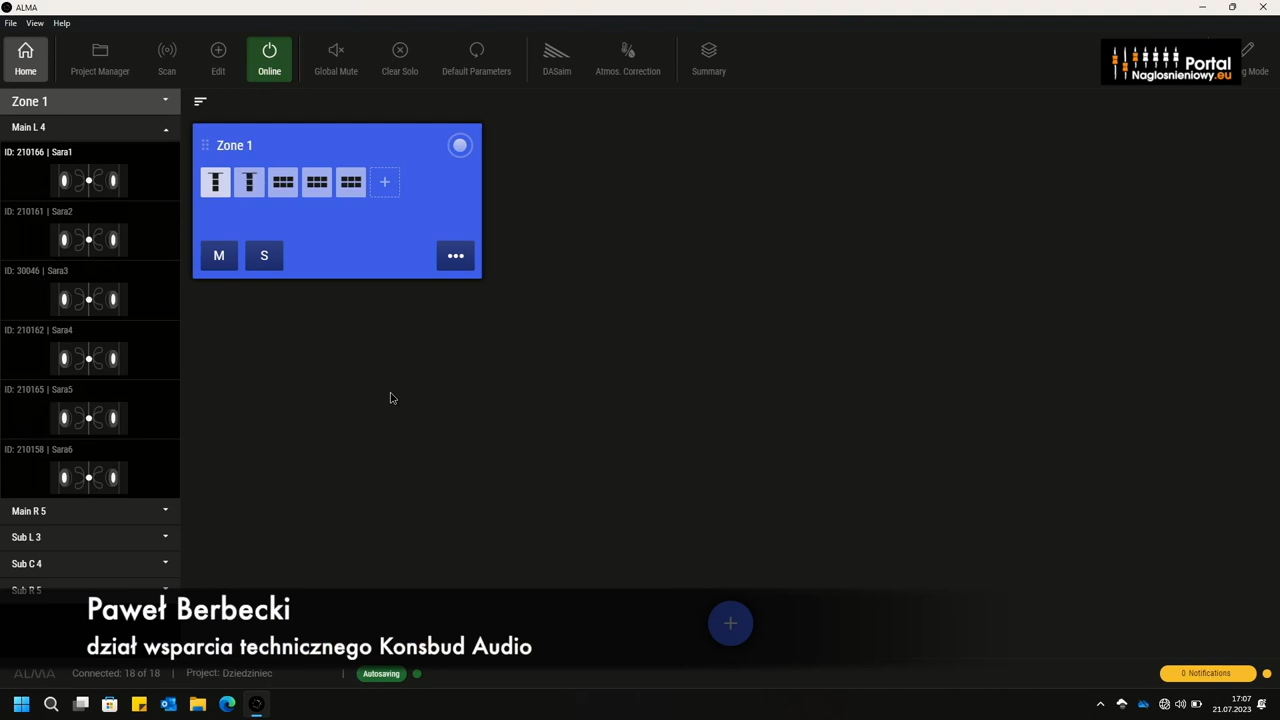 ALMA
File View Help
Home
Project Manager
Scan
Edit
Online
Global Mute
Clear Solo
Default Parameters
DASaim
Atmos. Correction
Summary
g Mode
Portal
Nagłosnieniowy.eu
Zone 1
Main L 4
ID: 210166 | Sara1
ID: 210161 | Sara2
ID: 30046 | Sara3
ID: 210162 | Sara4
ID: 210165 | Sara5
ID: 210158 | Sara6
Main R 5
Sub L 3
Sub C 4
Sub R 5
Zone 1
M S
Paweł Berbecki
dział wsparcia technicznego Konsbud Audio
ALMA Connected: 18 of 18 | Project: Dziedziniec | Autosaving
0 Notifications
17:07
21.07.2023